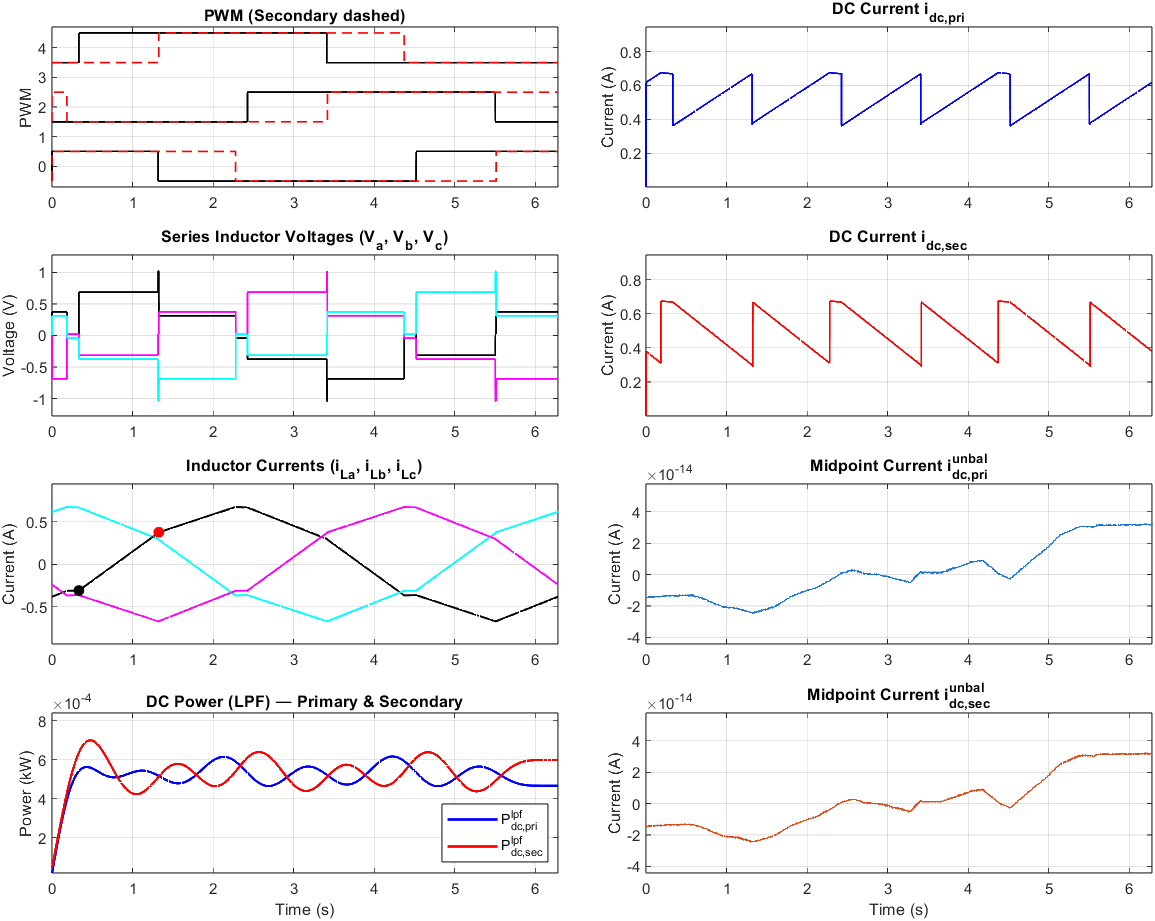 PWM (Secondary dashed)
4
3
2
1
0
PWM
0 1 2 3 4 5 6
DC Current i_dc,pri
0.8
0.6
0.4
0.2
Current (A)
0 1 2 3 4 5 6
Series Inductor Voltages (V_a, V_b, V_c)
1
0.5
0
-0.5
-1
Voltage (V)
0 1 2 3 4 5 6
DC Current i_dc,sec
0.8
0.6
0.4
0.2
Current (A)
0 1 2 3 4 5 6
Inductor Currents (i_La, i_Lb, i_Lc)
0.5
0
-0.5
Current (A)
0 1 2 3 4 5 6
Midpoint Current i_dc,pri^unbal
×10^-14
4
2
0
-2
-4
Current (A)
0 1 2 3 4 5 6
DC Power (LPF) — Primary & Secondary
×10^-4
8
6
4
2
Power (kW)
P_dc,pri^lpf
P_dc,sec^lpf
0 1 2 3 4 5 6
Time (s)
Midpoint Current i_dc,sec^unbal
×10^-14
4
2
0
-2
-4
Current (A)
0 1 2 3 4 5 6
Time (s)